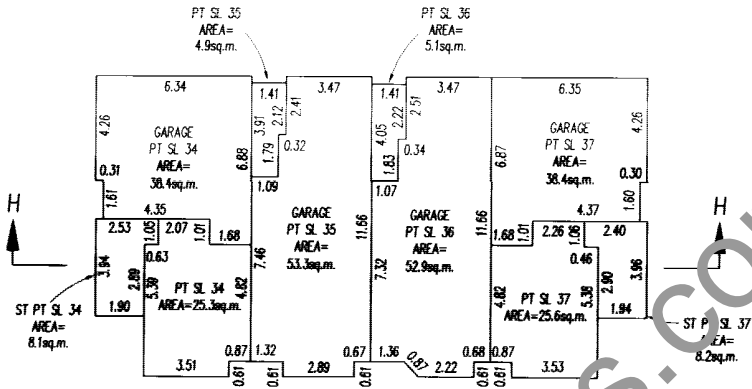 PT SL 35
AREA=
4.9sq.m.
PT SL 36
AREA=
5.1sq.m.
6.34
1.41
3.47
1.41
3.47
6.35
4.26
GARAGE
PT SL 34
AREA=
38.4sq.m.
6.88
3.91
2.12
2.41
1.79
0.32
1.09
4.05
2.22
2.51
1.83
0.34
1.07
6.87
GARAGE
PT SL 37
AREA=
38.4sq.m.
4.26
0.31
1.61
4.35
0.30
1.60
4.37
H
2.53
1.05
2.07
1.01
1.68
GARAGE
PT SL 35
AREA=
53.3sq.m.
7.46
11.66
GARAGE
PT SL 36
AREA=
52.9sq.m.
7.32
11.66
1.68
1.01
2.26
1.06
2.40
H
3.94
2.89
0.63
5.38
PT SL 34
AREA=25.3sq.m.
4.82
4.82
PT SL 37
AREA=25.6sq.m.
0.46
5.38
2.90
3.96
1.90
1.94
ST PT SL 34
AREA=
8.1sq.m.
ST PT SL 37
AREA=
8.2sq.m.
3.51
0.87
0.61
1.32
0.61
2.89
0.67
0.61
1.36
0.87
2.22
0.68
0.61
0.87
0.61
3.53